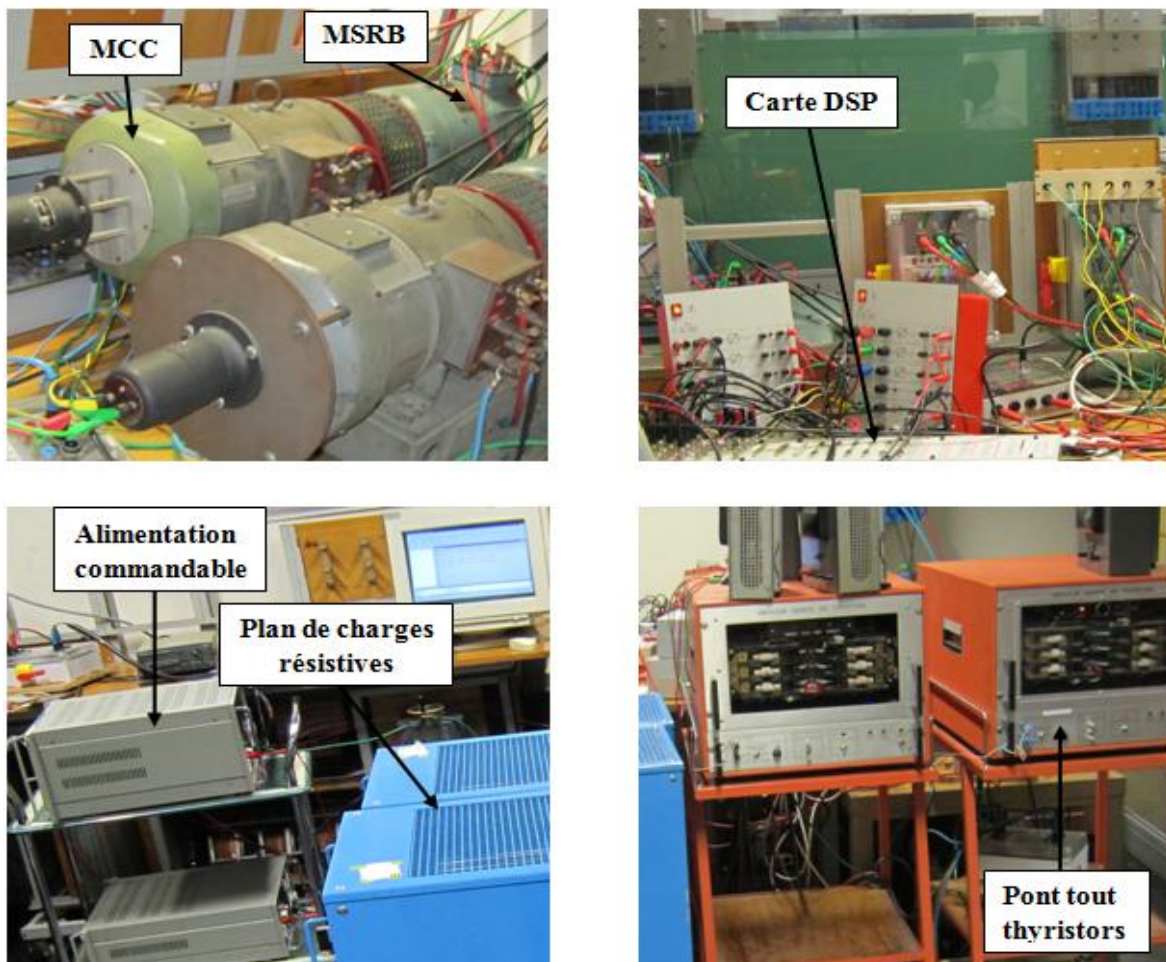 MCC
MSRB
Carte DSP
Alimentation
commandable
Plan de charges
résistives
Pont tout
thyristors